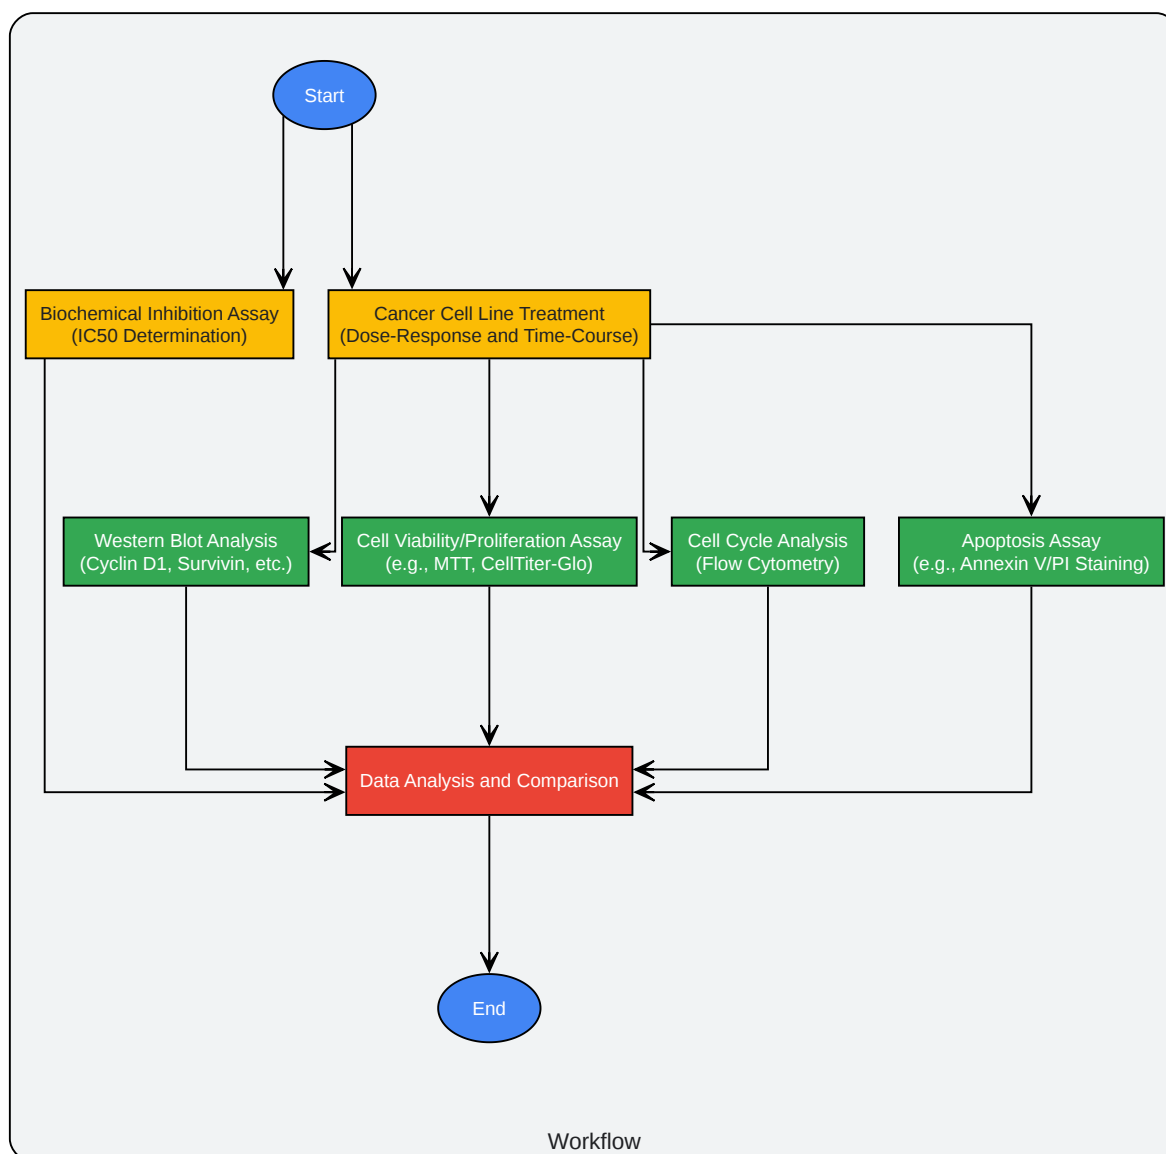 Start
Biochemical Inhibition Assay
(IC50 Determination)
Cancer Cell Line Treatment
(Dose-Response and Time-Course)
Western Blot Analysis
(Cyclin D1, Survivin, etc.)
Cell Viability/Proliferation Assay
(e.g., MTT, CellTiter-Glo)
Cell Cycle Analysis
(Flow Cytometry)
Apoptosis Assay
(e.g., Annexin V/PI Staining)
Data Analysis and Comparison
End
Workflow